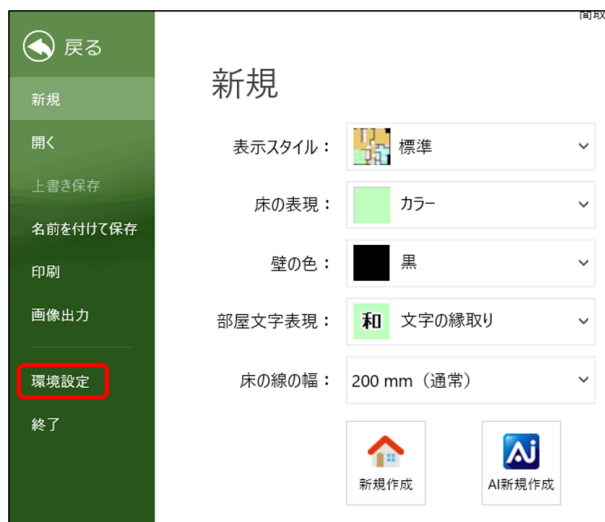 間取
戻る
新規
開く
上書き保存
名前を付けて保存
印刷
画像出力
環境設定
終了
新規
表示スタイル： 標準
床の表現： カラー
壁の色： 黒
部屋文字表現： 和 文字の縁取り
床の線の幅： 200 mm（通常）
新規作成
Ai
AI新規作成